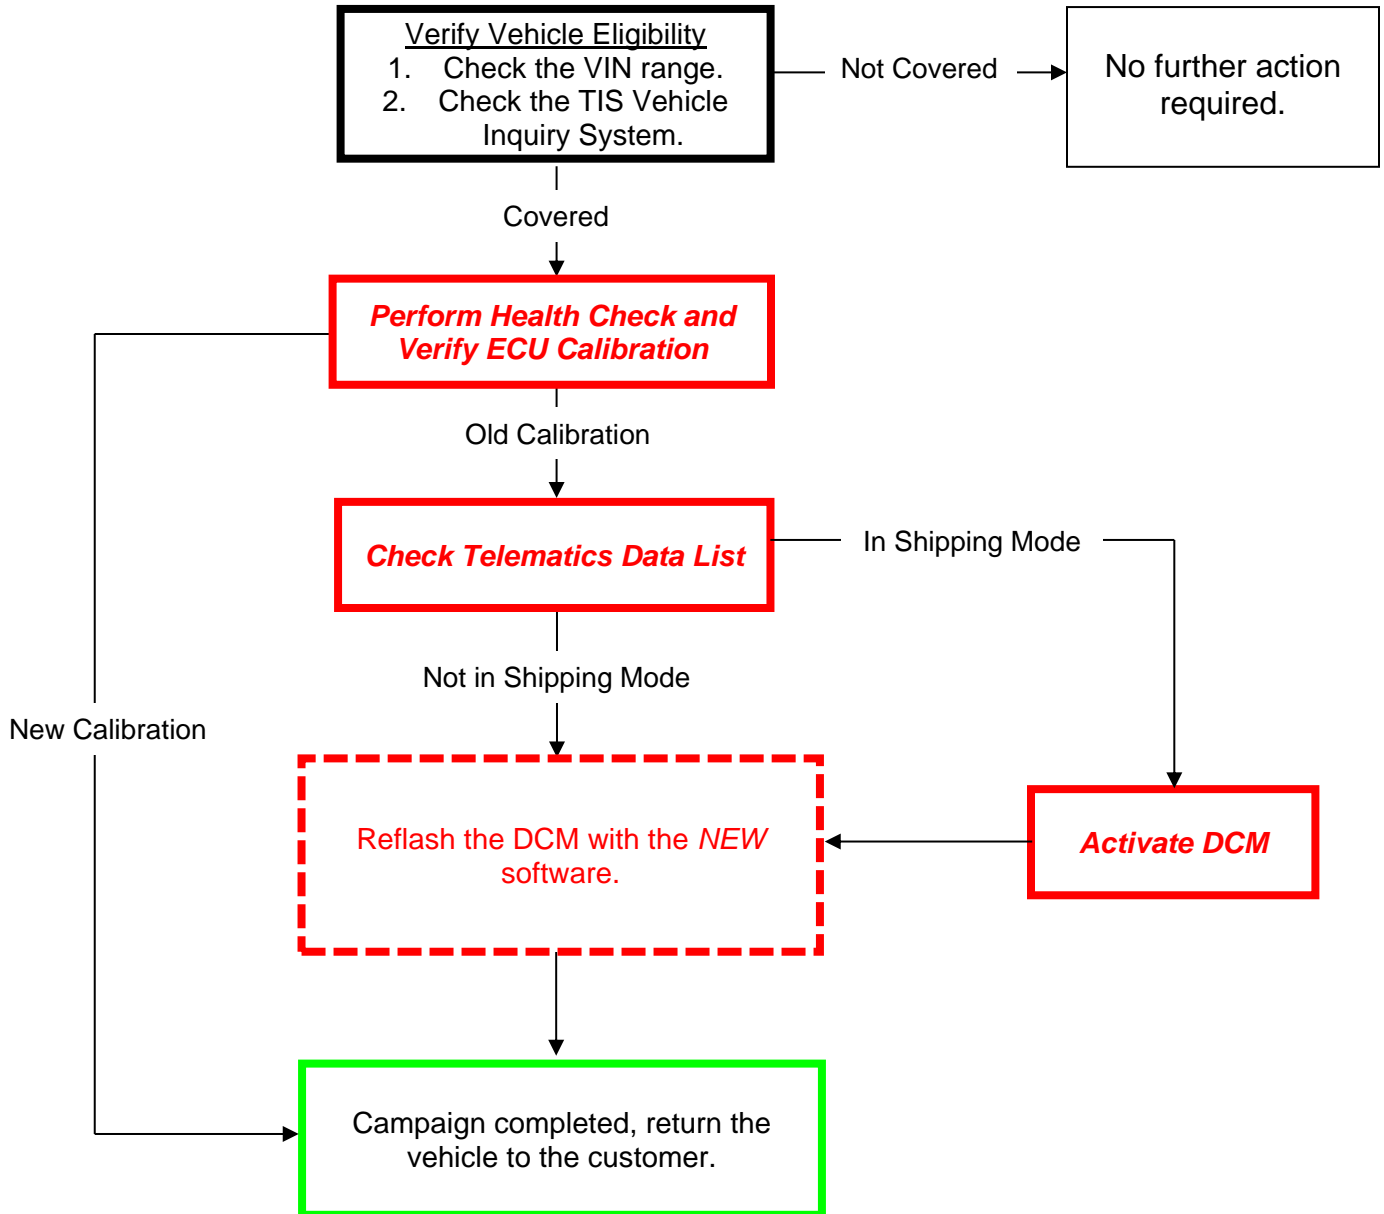 Verify Vehicle Eligibility
1. Check the VIN range.
2. Check the TIS Vehicle
Inquiry System.
Not Covered
No further action
required.
Covered
Perform Health Check and
Verify ECU Calibration
Old Calibration
Check Telematics Data List
In Shipping Mode
Not in Shipping Mode
New Calibration
Reflash the DCM with the NEW
software.
Activate DCM
Campaign completed, return the
vehicle to the customer.